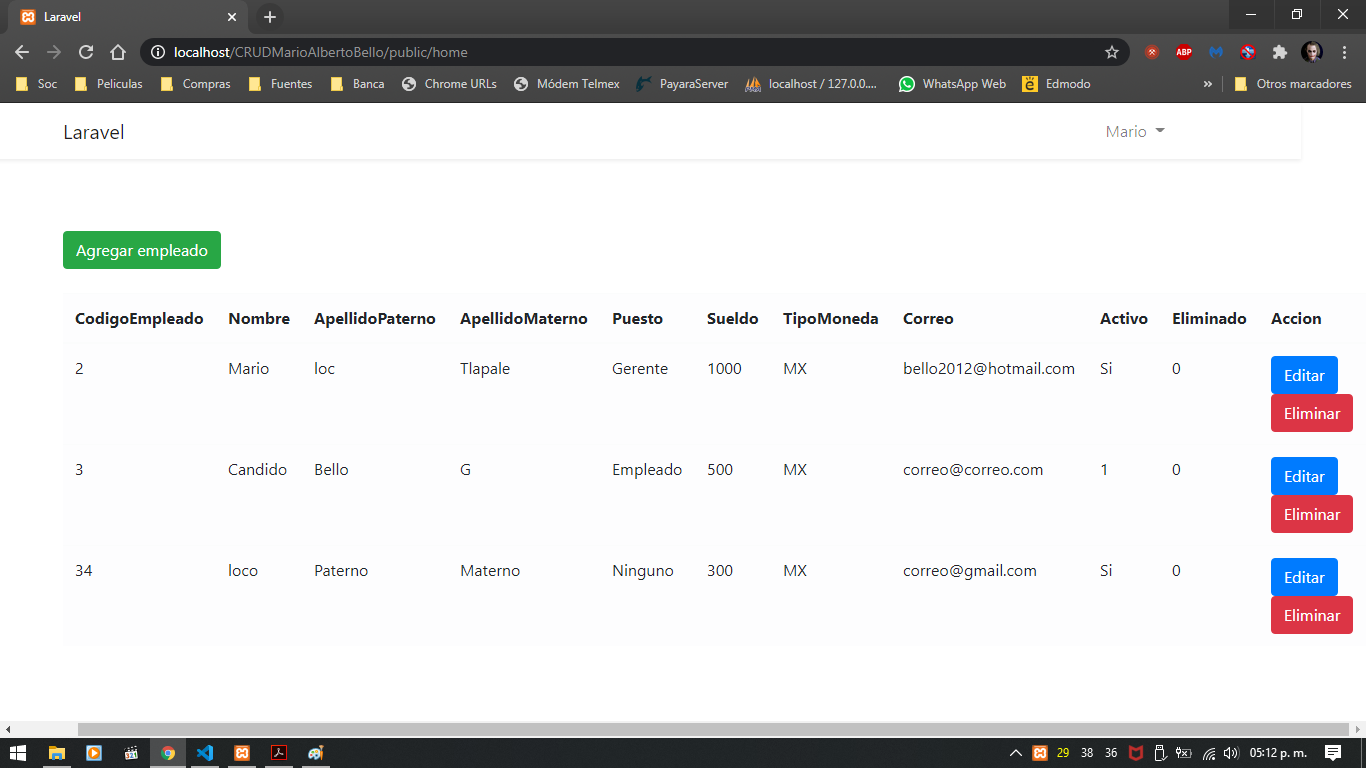 Laravel
localhost/CRUDMarioAlbertoBello/public/home
ABP
Soc Peliculas Compras Fuentes Banca Chrome URLs Módem Telmex PayaraServer localhost / 127.0.0.... WhatsApp Web Edmodo » Otros marcadores
Laravel Mario
Agregar empleado
CodigoEmpleado Nombre ApellidoPaterno ApellidoMaterno Puesto Sueldo TipoMoneda Correo Activo Eliminado Accion
2 Mario loc Tlapale Gerente 1000 MX bello2012@hotmail.com Si 0 Editar
Eliminar
3 Candido Bello G Empleado 500 MX correo@correo.com 1 0 Editar
Eliminar
34 loco Paterno Materno Ninguno 300 MX correo@gmail.com Si 0 Editar
Eliminar
29 38 36 05:12 p. m.